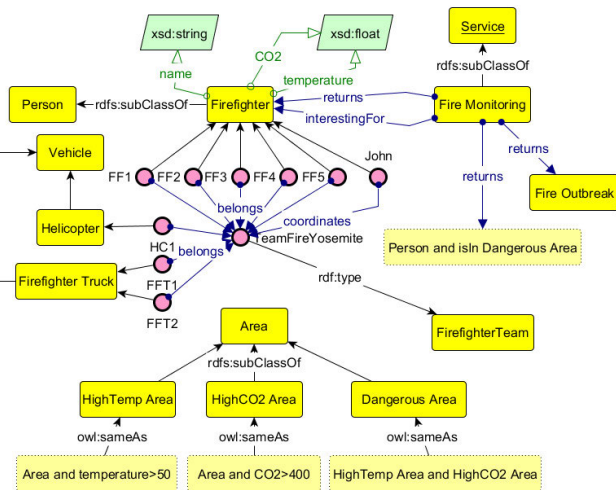 Service
xsd:string
xsd:float
CO2
name
temperature
rdfs:subClassOf
Person
rdfs:subClassOf
Firefighter
returns
Fire Monitoring
interestingFor
Vehicle
John
returns
returns
FF1
FF2
FF3
FF4
FF5
Fire Outbreak
belongs
coordinates
Helicopter
TeamFireYosemite
Person and isIn Dangerous Area
HC1
belongs
Firefighter Truck
FFT1
rdf:type
FFT2
Area
FirefighterTeam
rdfs:subClassOf
HighTemp Area
HighCO2 Area
Dangerous Area
owl:sameAs
owl:sameAs
owl:sameAs
Area and temperature>50
Area and CO2>400
HighTemp Area and HighCO2 Area